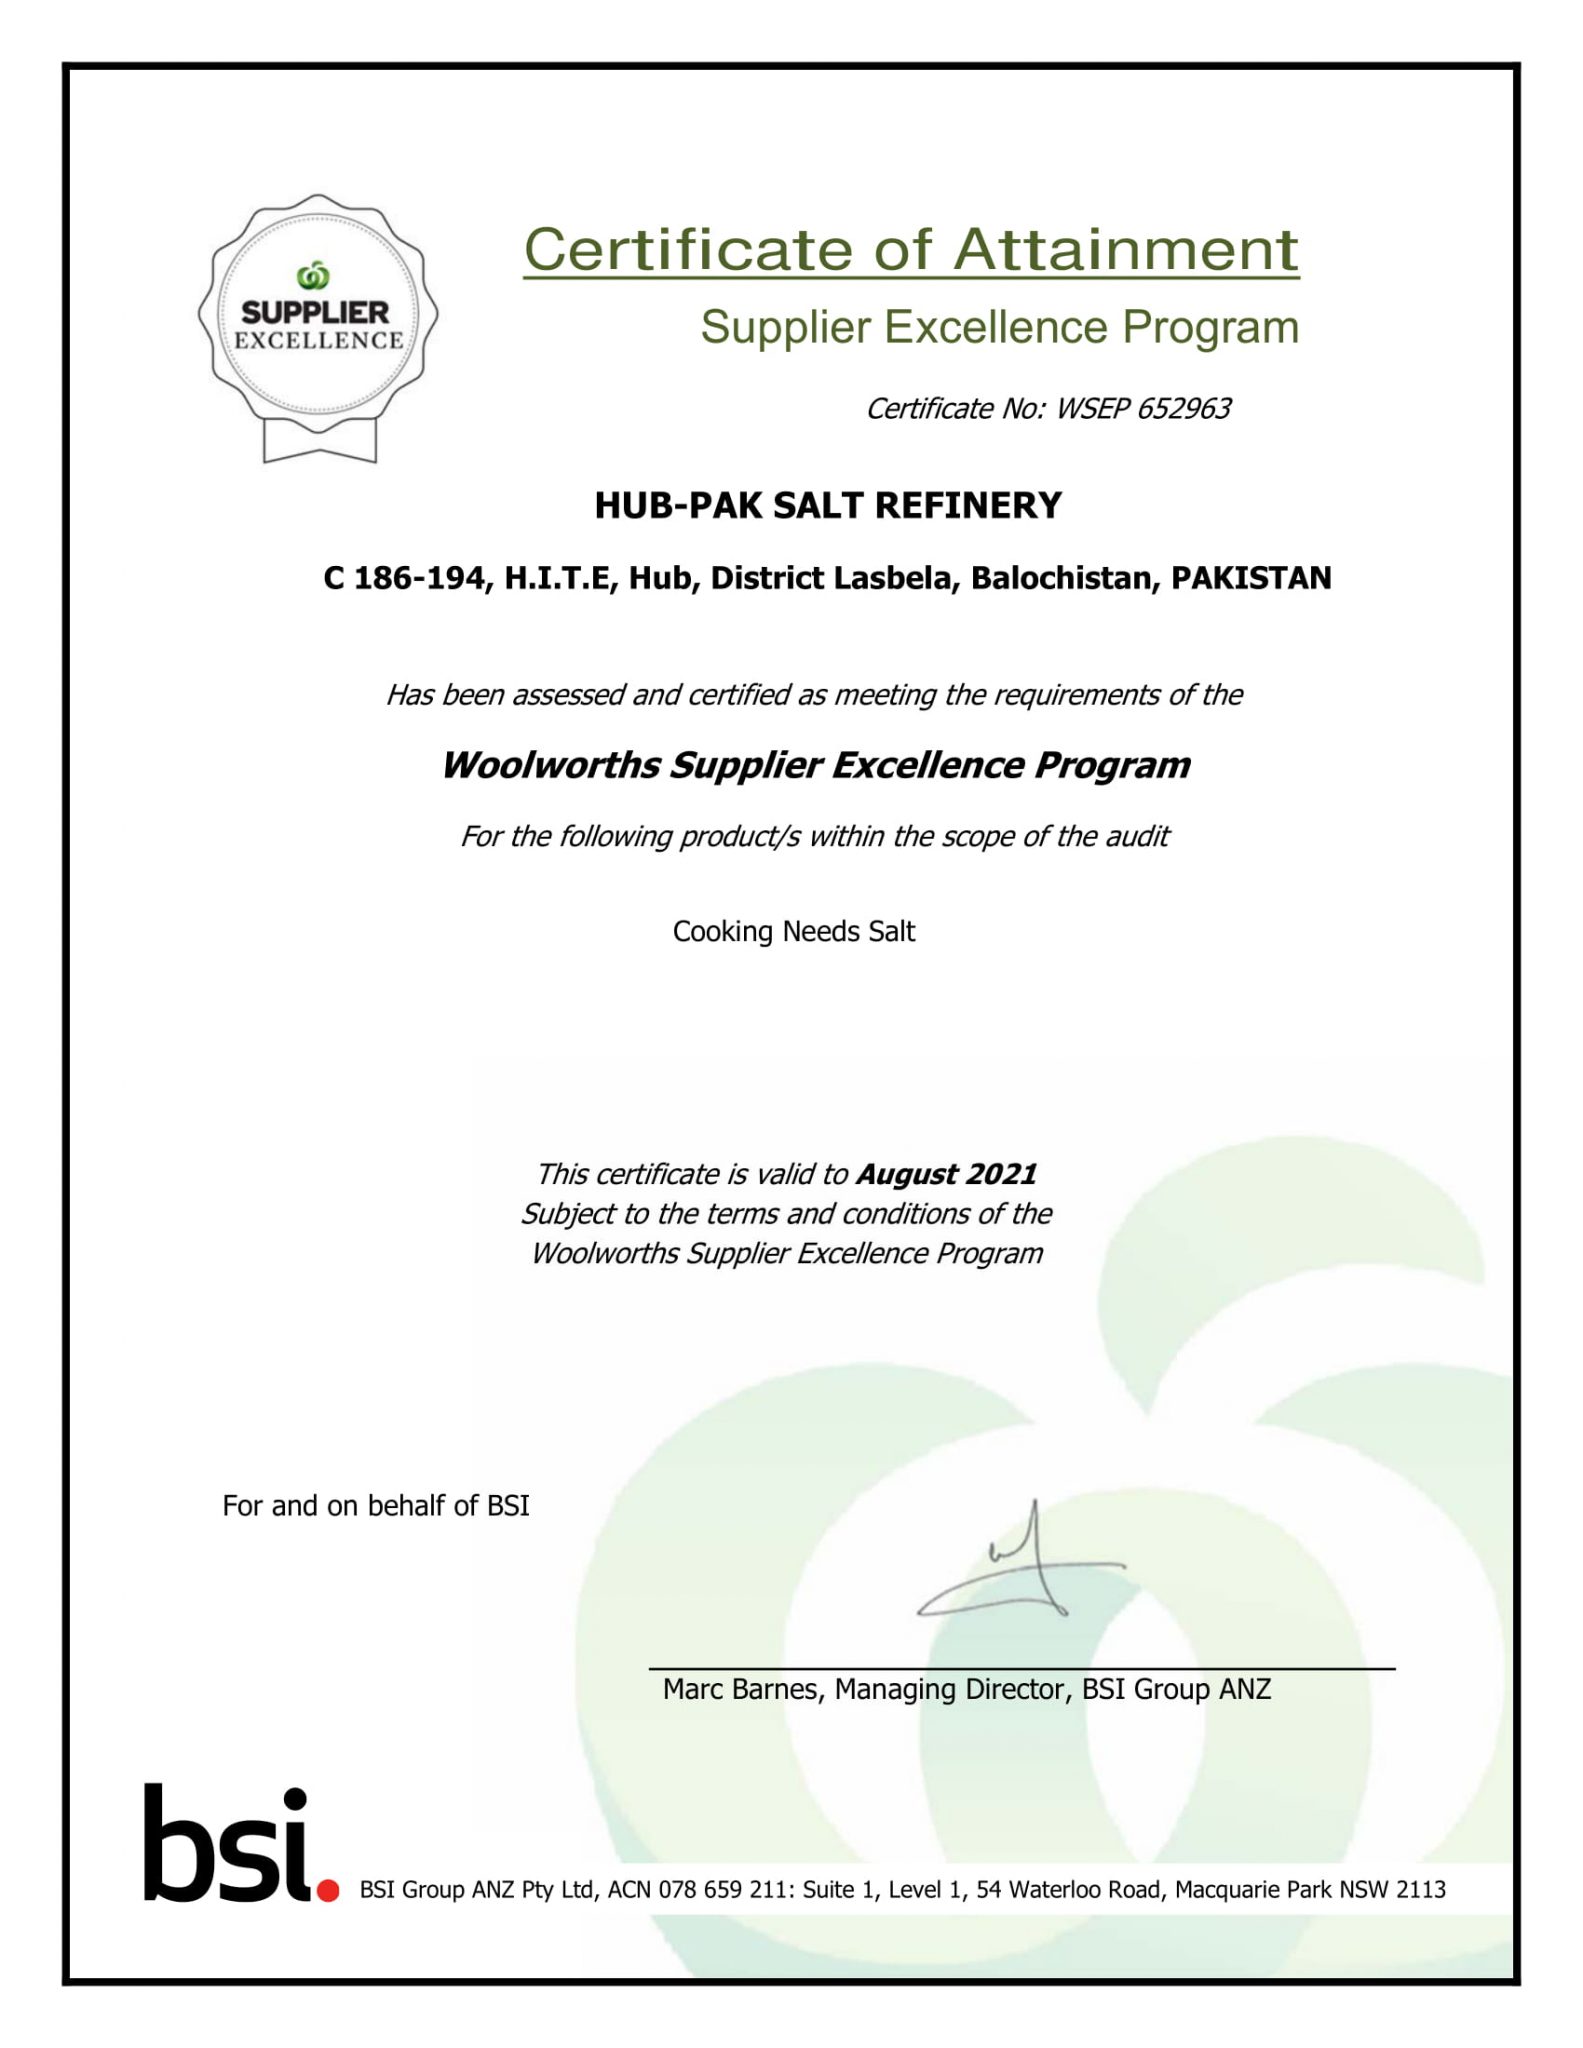 SUPPLIER
EXCELLENCE
Certificate of Attainment
Supplier Excellence Program
Certificate No: WSEP 652963
HUB-PAK SALT REFINERY
C 186-194, H.I.T.E, Hub, District Lasbela, Balochistan, PAKISTAN
Has been assessed and certified as meeting the requirements of the
Woolworths Supplier Excellence Program
For the following product/s within the scope of the audit
Cooking Needs Salt
This certificate is valid to August 2021
Subject to the terms and conditions of the
Woolworths Supplier Excellence Program
For and on behalf of BSI
Marc Barnes, Managing Director, BSI Group ANZ
bsi.
BSI Group ANZ Pty Ltd, ACN 078 659 211: Suite 1, Level 1, 54 Waterloo Road, Macquarie Park NSW 2113